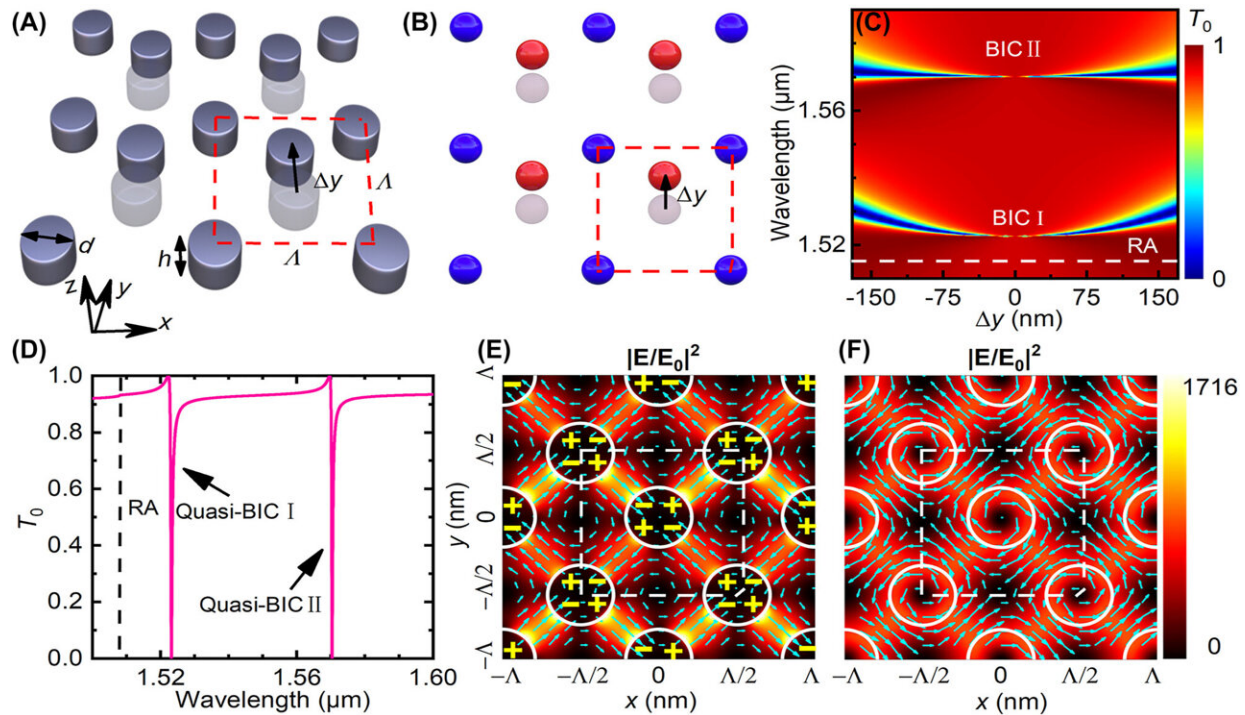 (A)
Δy
Λ
d
h
Λ
z
y
x
(B)
Δy
(C)
T0
BIC II
1
1.56
Wavelength (μm)
BIC I
1.52
RA
0
-150 -75 0 75 150
Δy (nm)
(D)
1.0
0.8
0.6
0.4
0.2
0.0
T0
RA
Quasi-BIC I
Quasi-BIC II
1.52 1.56 1.60
Wavelength (μm)
(E)
|E/E0|²
Λ
Λ/2
0
−Λ/2
−Λ
y (nm)
−Λ −Λ/2 0 Λ/2 Λ
x (nm)
(F)
|E/E0|²
1716
0
−Λ −Λ/2 0 Λ/2 Λ
x (nm)